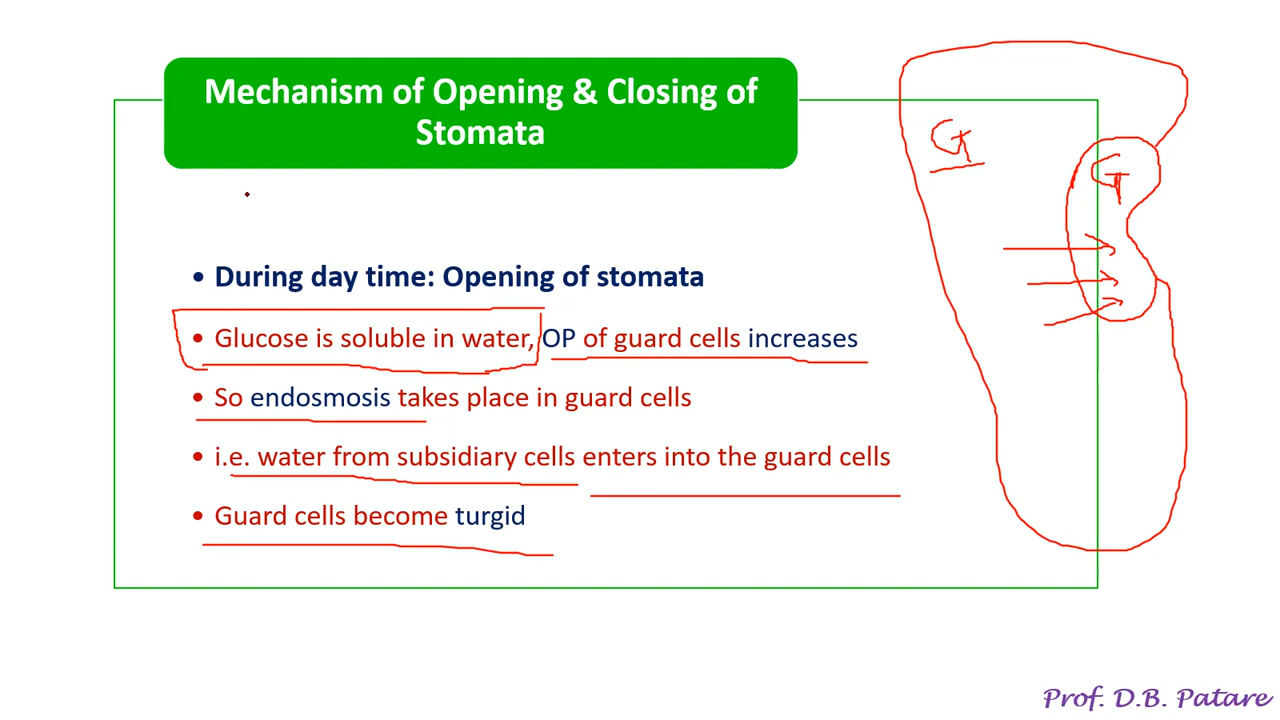 Mechanism of Opening & Closing of
Stomata
• During day time: Opening of stomata
• Glucose is soluble in water, OP of guard cells increases
• So endosmosis takes place in guard cells
• i.e. water from subsidiary cells enters into the guard cells
• Guard cells become turgid
G
G
Prof. D.B. Patare